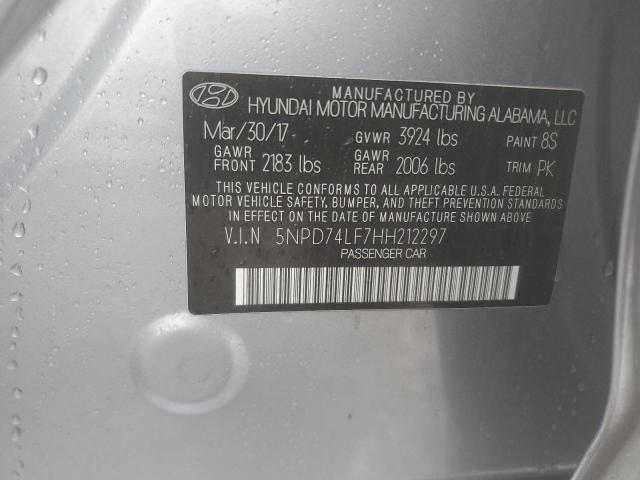 MANUFACTURED BY
HYUNDAI MOTOR MANUFACTURING ALABAMA, LLC
Mar/30/17 GVWR 3924 lbs PAINT 8S
GAWR FRONT 2183 lbs GAWR REAR 2006 lbs TRIM PK
THIS VEHICLE CONFORMS TO ALL APPLICABLE U.S.A. FEDERAL
MOTOR VEHICLE SAFETY, BUMPER, AND THEFT PREVENTION STANDARDS
IN EFFECT ON THE DATE OF MANUFACTURE SHOWN ABOVE.
V.I.N 5NPD74LF7HH212297
PASSENGER CAR